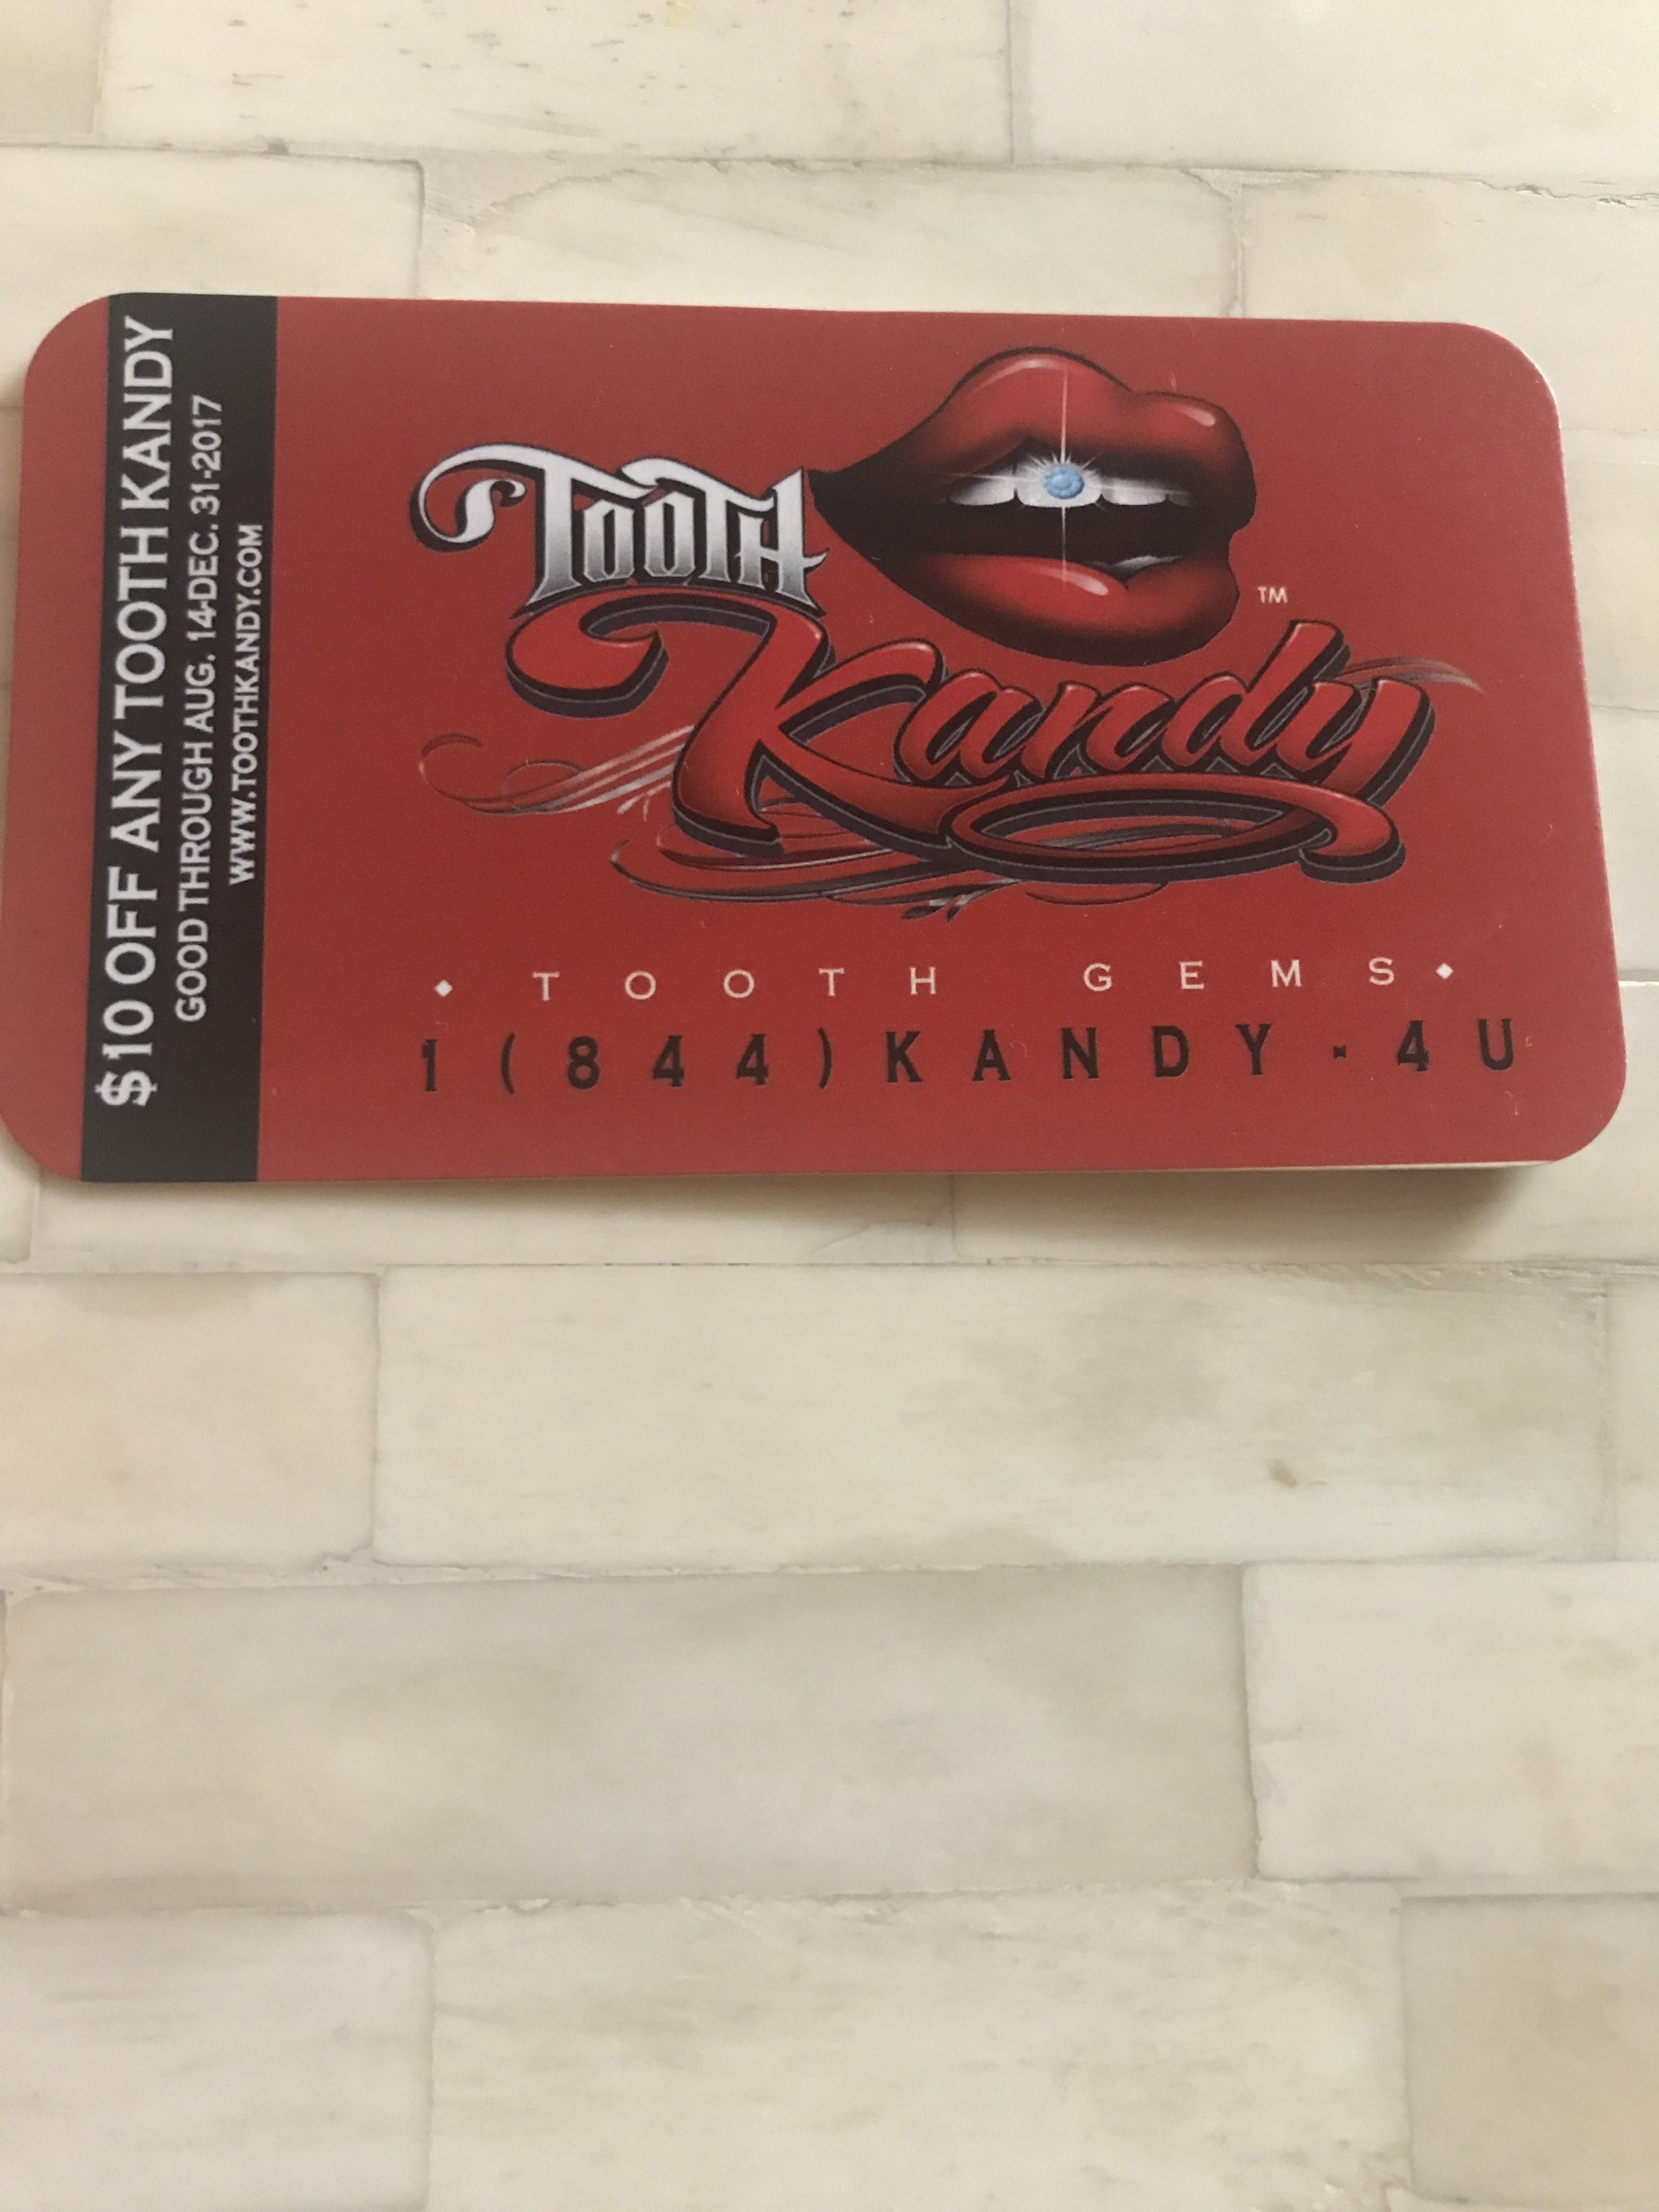 $10 OFF ANY TOOTH KANDY
GOOD THROUGH AUG. 14-DEC. 31-2017
WWW.TOOTHKANDY.COM
TOOTH
Kandy
TM
TOOTH GEMS
1(844)KANDY-4U